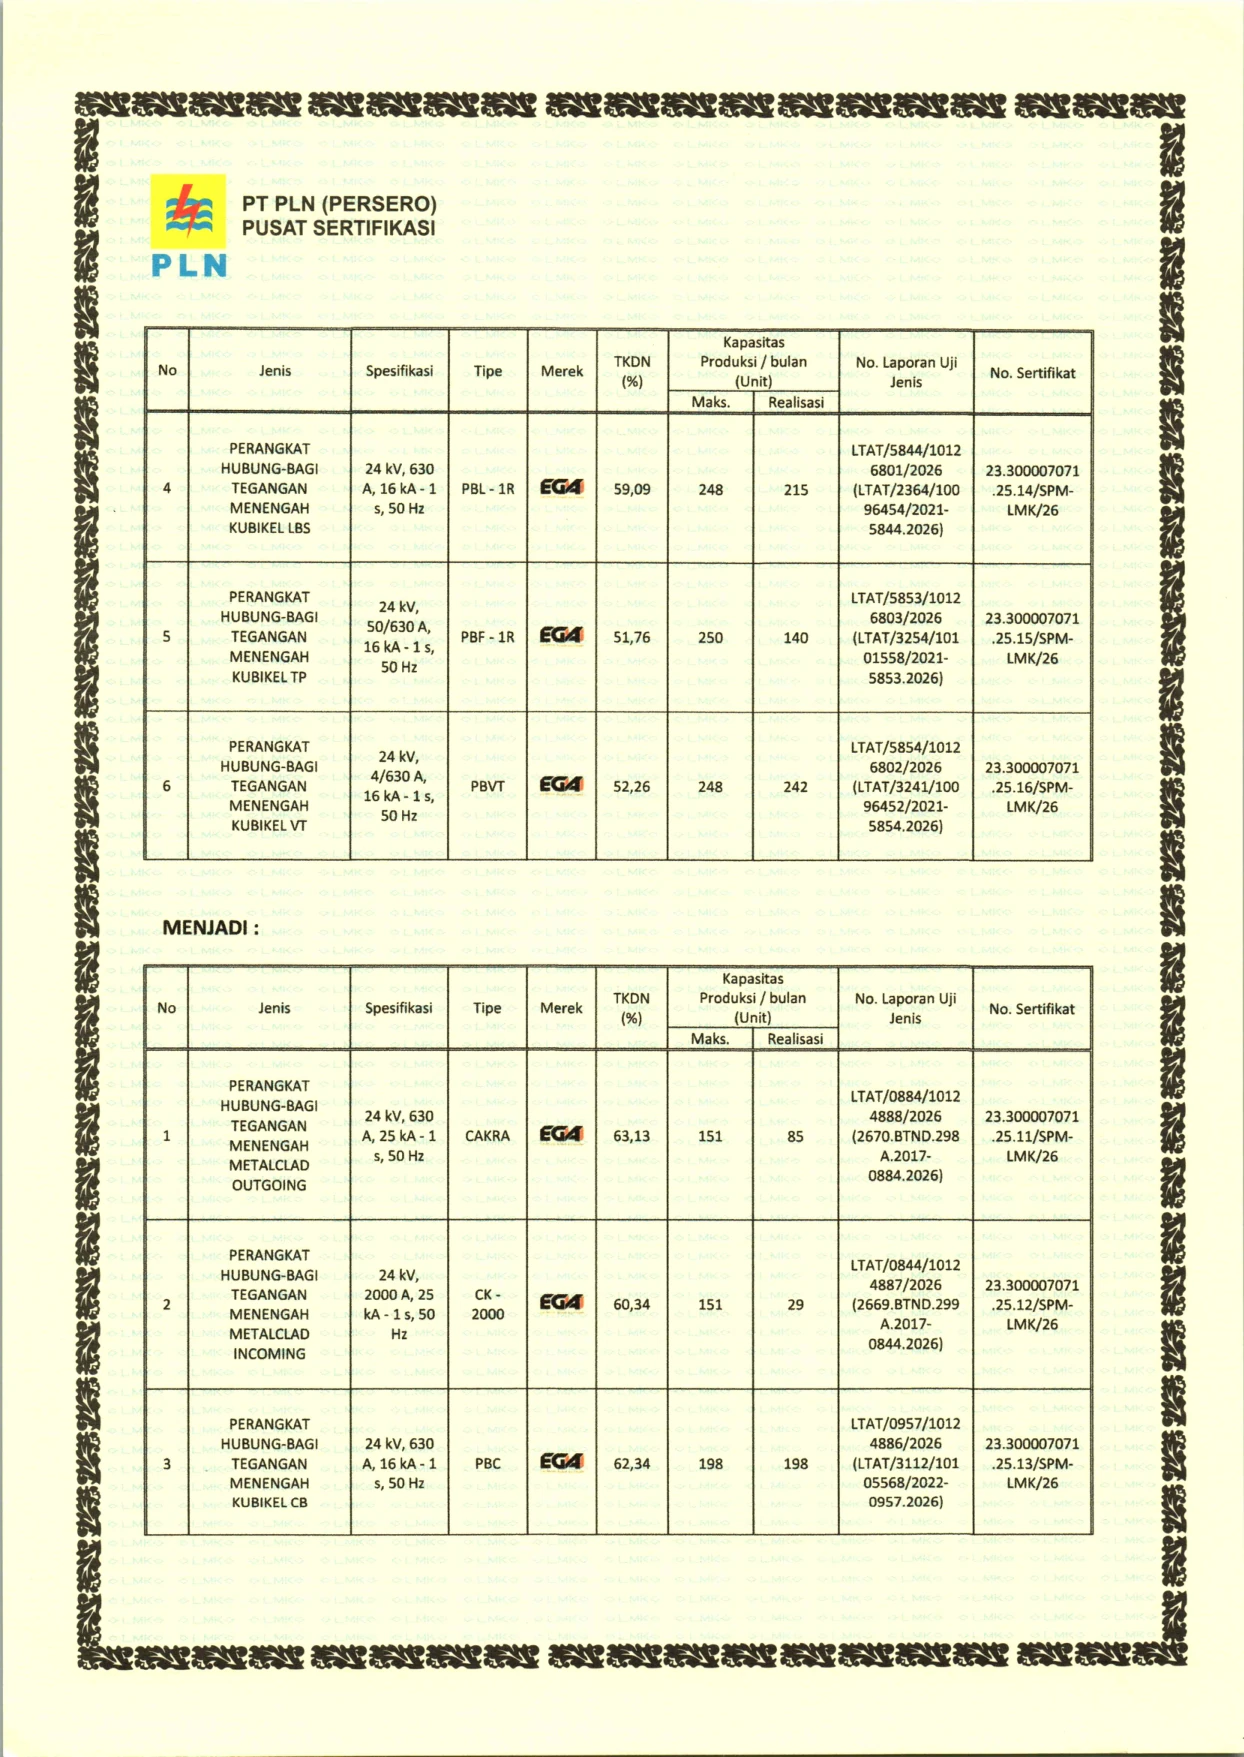 PT PLN (PERSERO)
PUSAT SERTIFIKASI
PLN
No Jenis Spesifikasi Tipe Merek TKDN (%) Kapasitas Produksi / bulan (Unit) No. Laporan Uji Jenis No. Sertifikat
Maks. Realisasi
4
PERANGKAT
HUBUNG-BAGI
TEGANGAN
MENENGAH
KUBIKEL LBS
24 kV, 630
A, 16 kA - 1
s, 50 Hz
PBL - 1R
EGA
59,09
248
215
LTAT/5844/1012
6801/2026
(LTAT/2364/100
96454/2021-
5844.2026)
23.300007071
.25.14/SPM-
LMK/26
5
PERANGKAT
HUBUNG-BAGI
TEGANGAN
MENENGAH
KUBIKEL TP
24 kV,
50/630 A,
16 kA - 1 s,
50 Hz
PBF - 1R
EGA
51,76
250
140
LTAT/5853/1012
6803/2026
(LTAT/3254/101
01558/2021-
5853.2026)
23.300007071
.25.15/SPM-
LMK/26
6
PERANGKAT
HUBUNG-BAGI
TEGANGAN
MENENGAH
KUBIKEL VT
24 kV,
4/630 A,
16 kA - 1 s,
50 Hz
PBVT
EGA
52,26
248
242
LTAT/5854/1012
6802/2026
(LTAT/3241/100
96452/2021-
5854.2026)
23.300007071
.25.16/SPM-
LMK/26
MENJADI :
No Jenis Spesifikasi Tipe Merek TKDN (%) Kapasitas Produksi / bulan (Unit) No. Laporan Uji Jenis No. Sertifikat
Maks. Realisasi
1
PERANGKAT
HUBUNG-BAGI
TEGANGAN
MENENGAH
METALCLAD
OUTGOING
24 kV, 630
A, 25 kA - 1
s, 50 Hz
CAKRA
EGA
63,13
151
85
LTAT/0884/1012
4888/2026
(2670.BTND.298
A.2017-
0884.2026)
23.300007071
.25.11/SPM-
LMK/26
2
PERANGKAT
HUBUNG-BAGI
TEGANGAN
MENENGAH
METALCLAD
INCOMING
24 kV,
2000 A, 25
kA - 1 s, 50
Hz
CK -
2000
EGA
60,34
151
29
LTAT/0844/1012
4887/2026
(2669.BTND.299
A.2017-
0844.2026)
23.300007071
.25.12/SPM-
LMK/26
3
PERANGKAT
HUBUNG-BAGI
TEGANGAN
MENENGAH
KUBIKEL CB
24 kV, 630
A, 16 kA - 1
s, 50 Hz
PBC
EGA
62,34
198
198
LTAT/0957/1012
4886/2026
(LTAT/3112/101
05568/2022-
0957.2026)
23.300007071
.25.13/SPM-
LMK/26